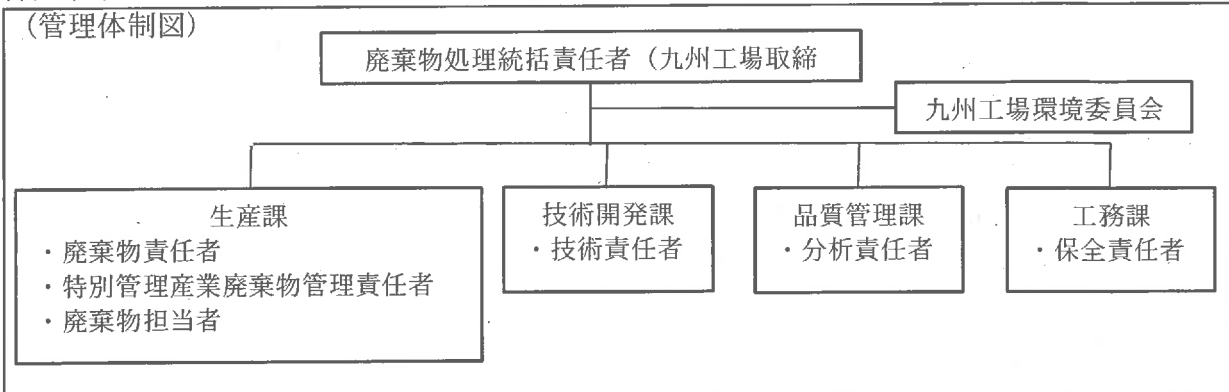 （管理体制図）
廃棄物処理統括責任者（九州工場取締
九州工場環境委員会
生産課
・廃棄物責任者
・特別管理産業廃棄物管理責任者
・廃棄物担当者
技術開発課
・技術責任者
品質管理課
・分析責任者
工務課
・保全責任者